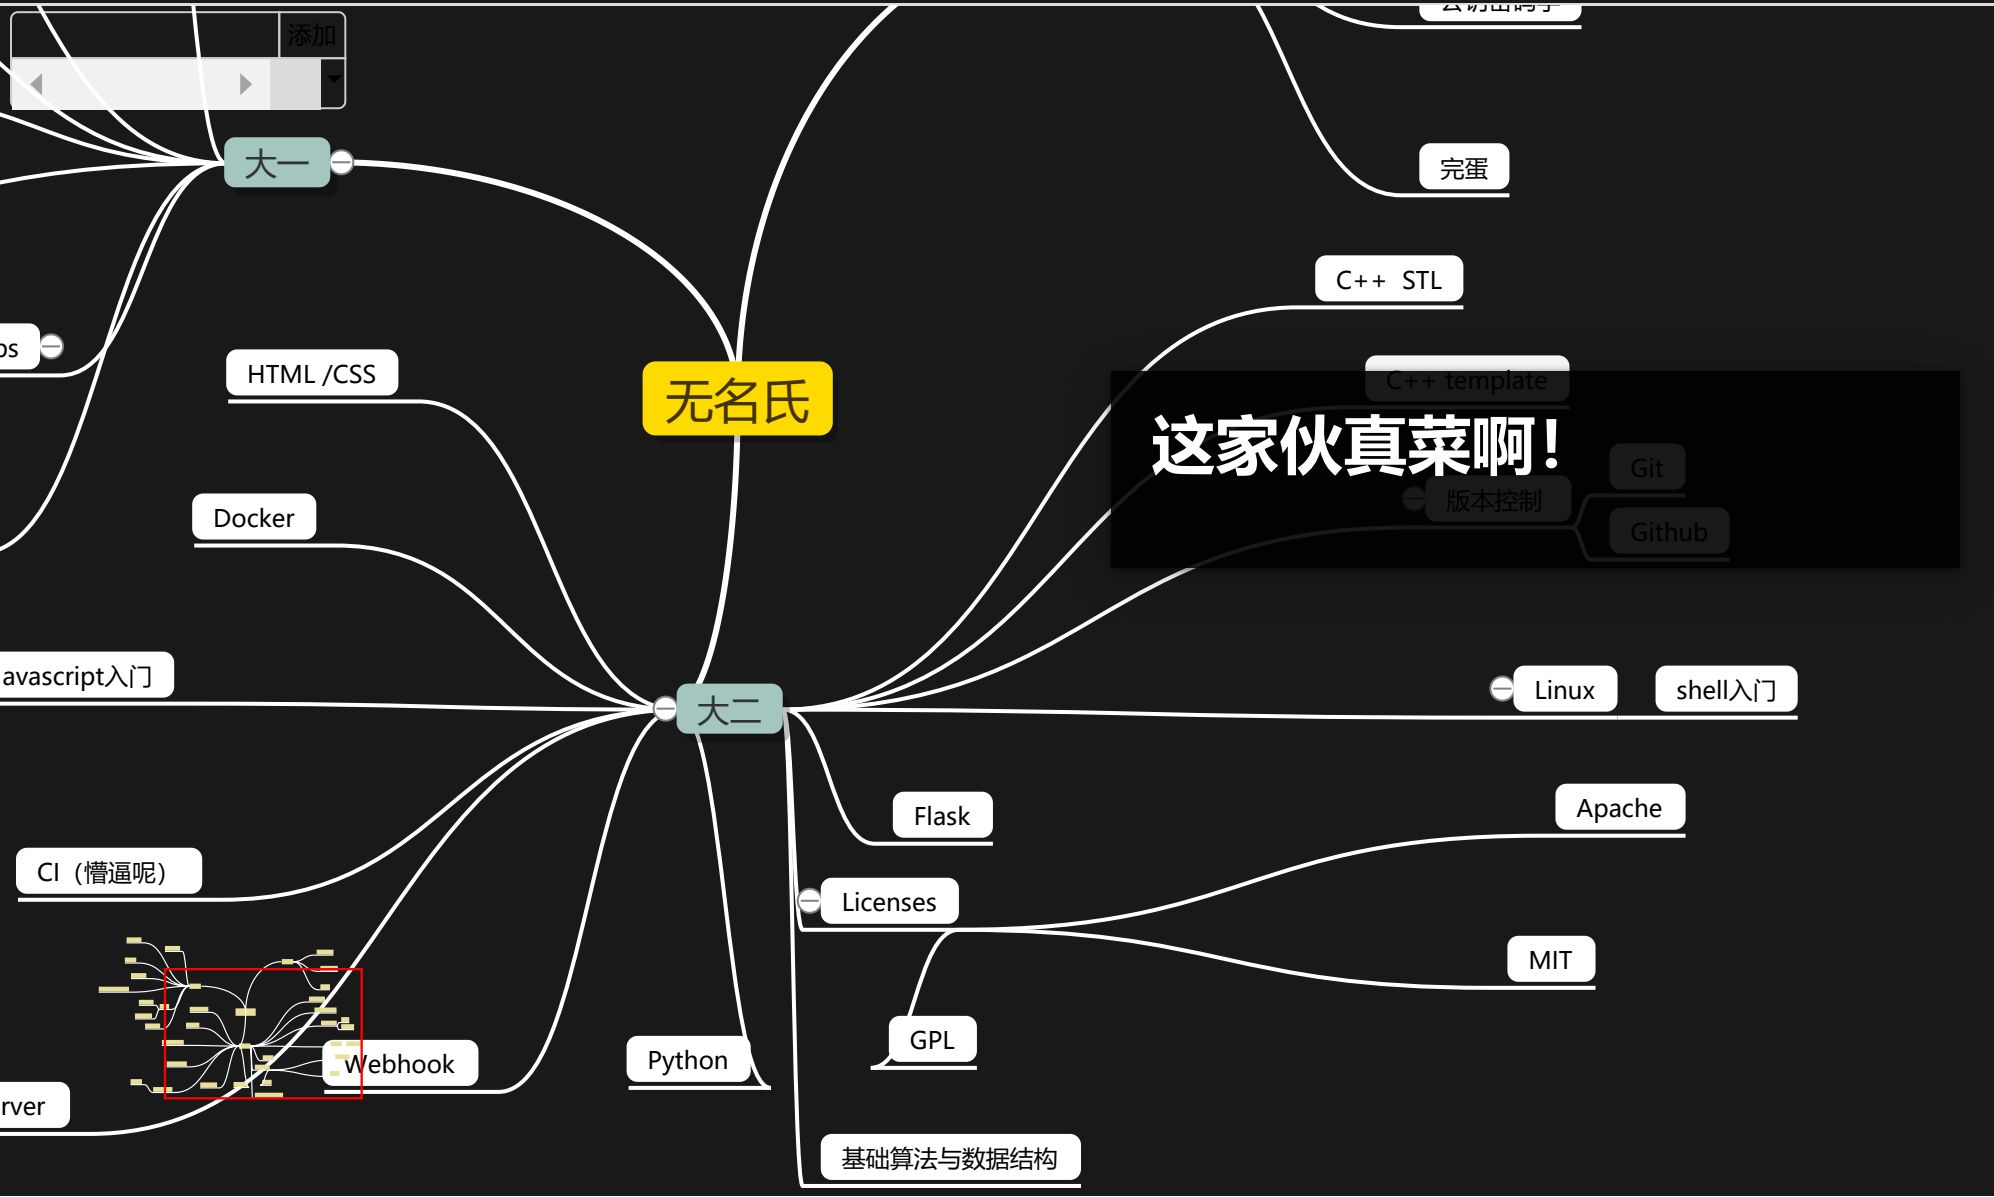 添加
大一
完蛋
C++ STL
HTML /CSS
无名氏
C++ template
这家伙真菜啊！
Git
版本控制
Docker
Github
avascript入门
大二
Linux
shell入门
Flask
Apache
CI（懵逼呢）
Licenses
MIT
GPL
Webhook
Python
rver
基础算法与数据结构